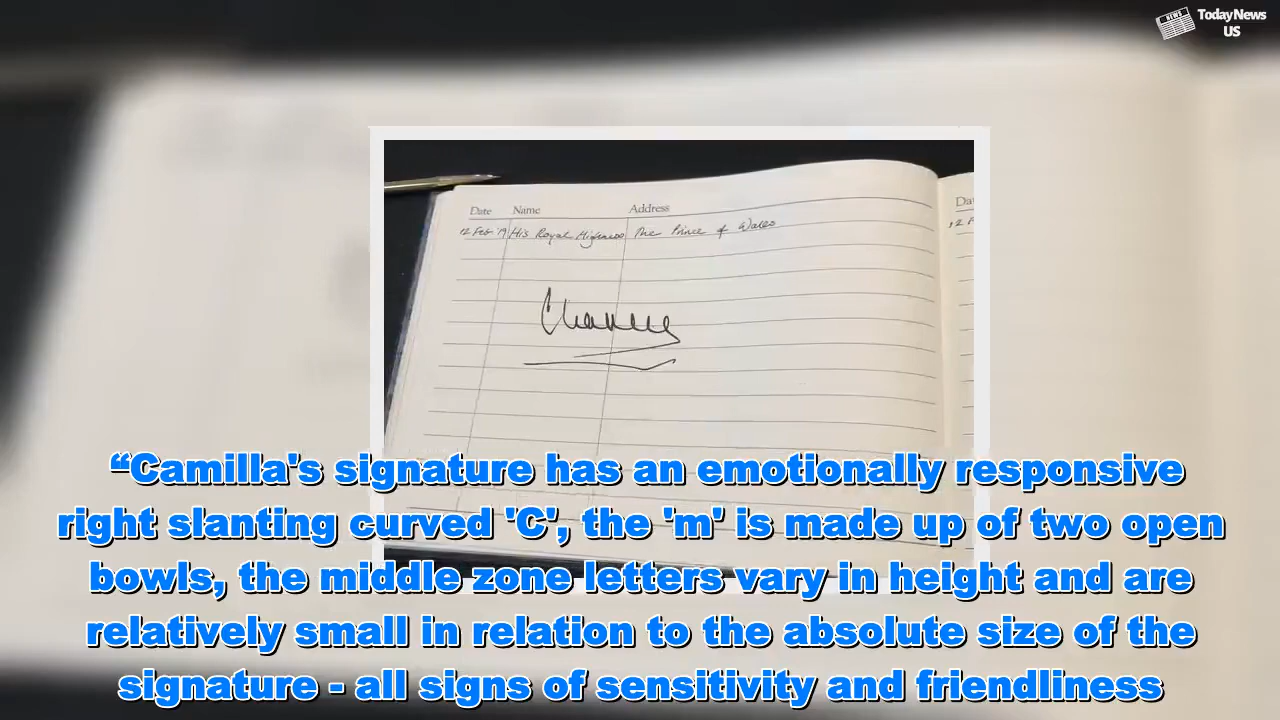 TodayNews
US
Date Name Address Da
12 Feb '19 His Royal Highness The Prince of Wales 12 F
Charles
“Camilla's signature has an emotionally responsive
right slanting curved 'C', the 'm' is made up of two open
bowls, the middle zone letters vary in height and are
relatively small in relation to the absolute size of the
signature - all signs of sensitivity and friendliness